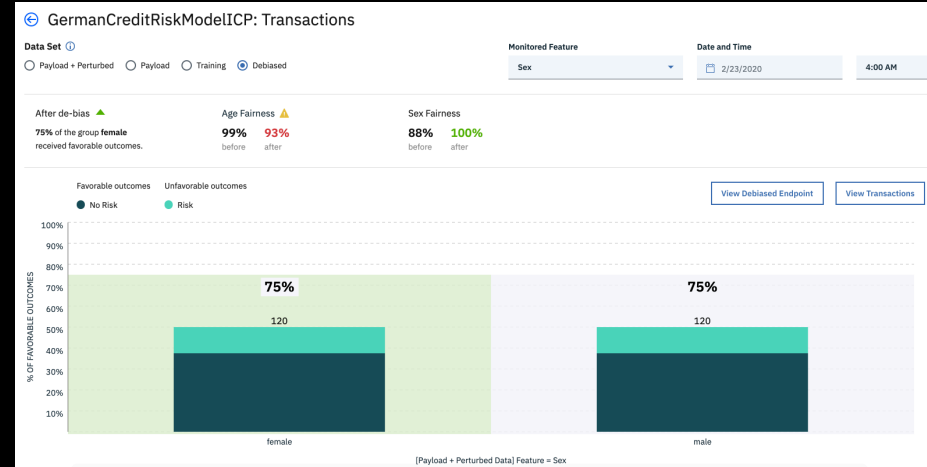 GermanCreditRiskModelICP: Transactions
Data Set
Payload + Perturbed Payload Training Debiased
Monitored Feature
Sex
Date and Time
2/23/2020
4:00 AM
After de-bias
75% of the group female
received favorable outcomes.
Age Fairness
99% 93%
before after
Sex Fairness
88% 100%
before after
Favorable outcomes Unfavorable outcomes
No Risk Risk
View Debiased Endpoint
View Transactions
% OF FAVORABLE OUTCOMES
100%
90%
80%
70%
60%
50%
40%
30%
20%
10%
75%
120
75%
120
female
male
[Payload + Perturbed Data] Feature = Sex